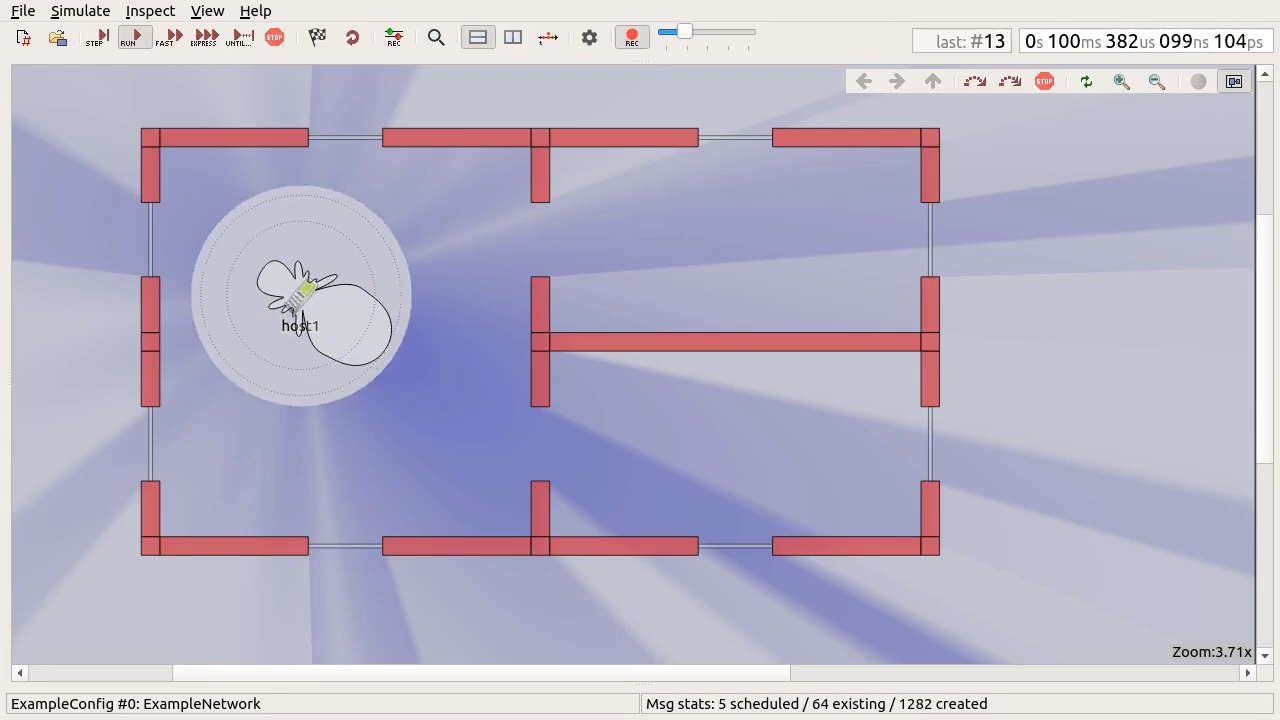 File Simulate Inspect View Help
STEP RUN FAST EXPRESS UNTIL... STOP REC REC last: #13 0s 100ms 382us 099ns 104ps
STOP
host1
Zoom:3.71x
ExampleConfig #0: ExampleNetwork Msg stats: 5 scheduled / 64 existing / 1282 created